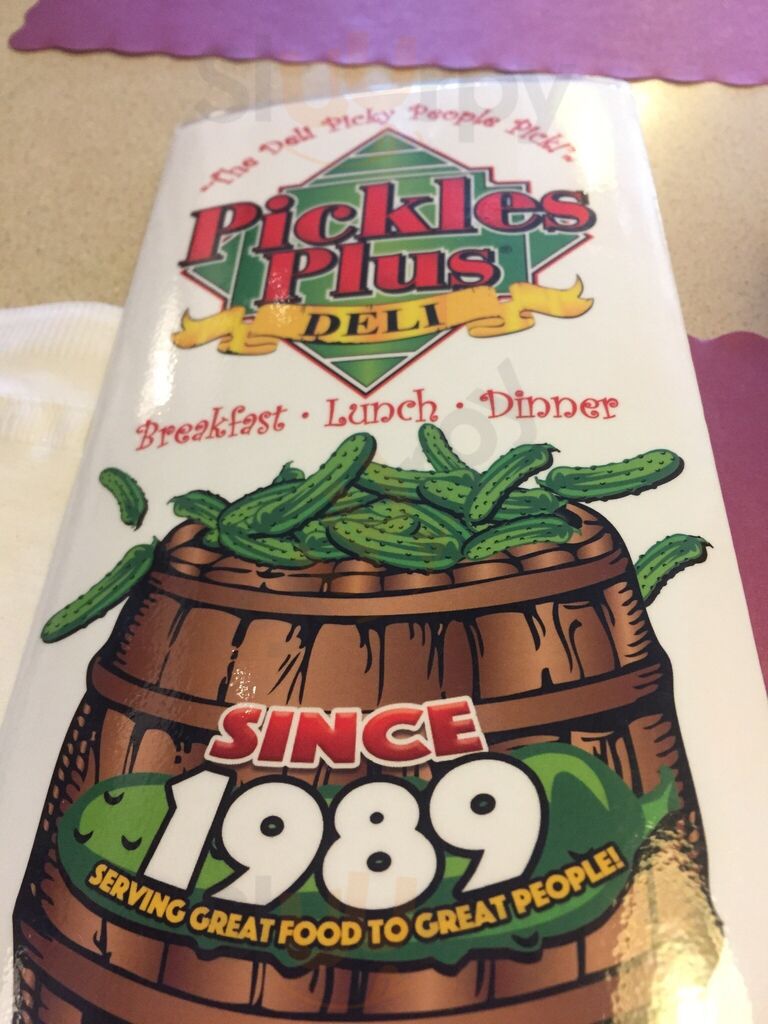 "The Deli Picky People Pick!"
Pickles
Plus®
DELI
Breakfast · Lunch · Dinner
SINCE
1989
SERVING GREAT FOOD TO GREAT PEOPLE!
Slurrpy